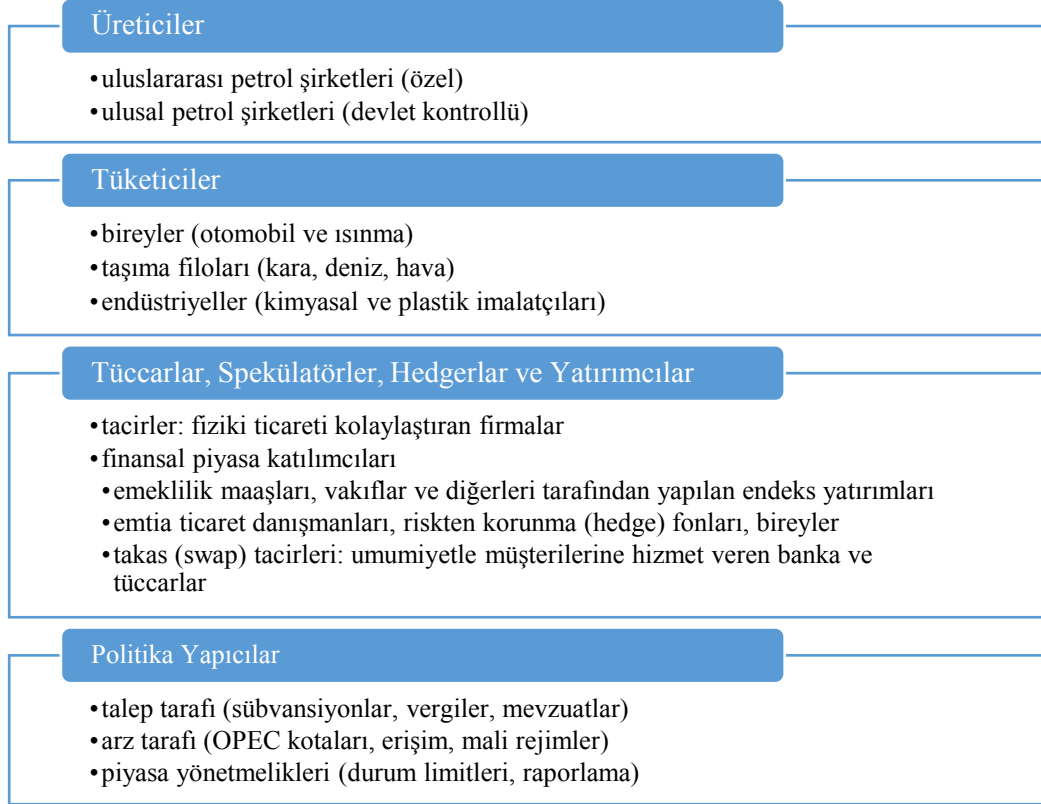 Üreticiler
•uluslararası petrol şirketleri (özel)
•ulusal petrol şirketleri (devlet kontrollü)
Tüketiciler
•bireyler (otomobil ve ısınma)
•taşıma filoları (kara, deniz, hava)
•endüstriyeller (kimyasal ve plastik imalatçıları)
Tüccarlar, Spekülatörler, Hedgerlar ve Yatırımcılar
•tacirler: fiziki ticareti kolaylaştıran firmalar
•finansal piyasa katılımcıları
•emeklilik maaşları, vakıflar ve diğerleri tarafından yapılan endeks yatırımları
•emtia ticaret danışmanları, riskten korunma (hedge) fonları, bireyler
•takas (swap) tacirleri: umumiyetle müşterilerine hizmet veren banka ve
tüccarlar
Politika Yapıcılar
•talep tarafı (sübvansiyonlar, vergiler, mevzuatlar)
•arz tarafı (OPEC kotaları, erişim, mali rejimler)
•piyasa yönetmelikleri (durum limitleri, raporlama)